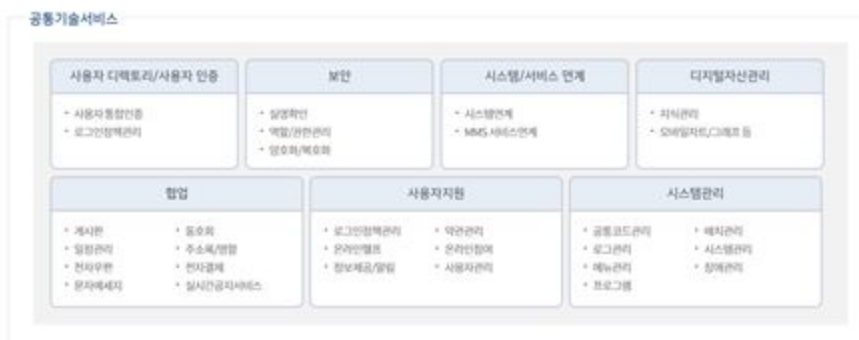 공통기술서비스
사용자 디렉토리/사용자 인증
• 사용자 통합인증
• 로그인정책관리
보안
• 실명확인
• 역할/권한관리
• 암호화/복호화
시스템/서비스 연계
• 시스템연계
• MMS 서비스연계
디지털자산관리
• 지식관리
• 모바일차트/그래프 등
협업
• 게시판
• 일정관리
• 전자우편
• 문자메세지
• 동호회
• 주소록/명함
• 전자결재
• 실시간공지서비스
사용자지원
• 로그인정책관리
• 온라인헬프
• 정보제공/알림
• 약관관리
• 온라인참여
• 사용자관리
시스템관리
• 공통코드관리
• 로그관리
• 메뉴관리
• 프로그램
• 배치관리
• 시스템관리
• 장애관리